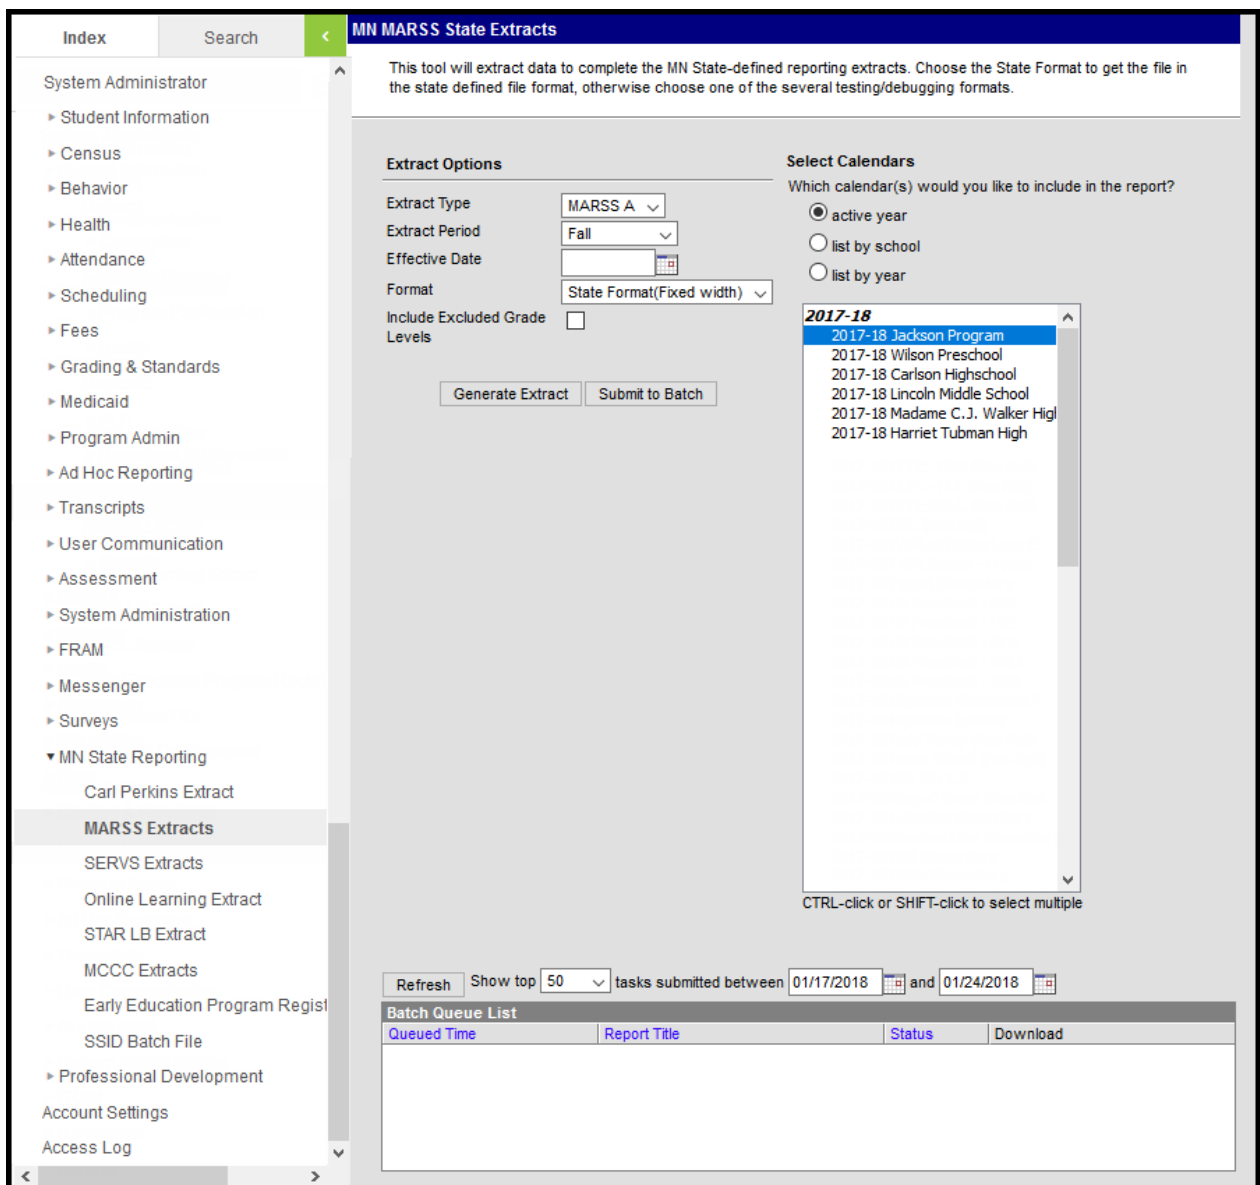 Index
Search
System Administrator
Student Information
Census
Behavior
Health
Attendance
Scheduling
Fees
Grading & Standards
Medicaid
Program Admin
Ad Hoc Reporting
Transcripts
User Communication
Assessment
System Administration
FRAM
Messenger
Surveys
MN State Reporting
Carl Perkins Extract
MARSS Extracts
SERVS Extracts
Online Learning Extract
STAR LB Extract
MCCC Extracts
Early Education Program Regist
SSID Batch File
Professional Development
Account Settings
Access Log
MN MARSS State Extracts
This tool will extract data to complete the MN State-defined reporting extracts. Choose the State Format to get the file in
the state defined file format, otherwise choose one of the several testing/debugging formats.
Extract Options
Extract Type MARSS A
Extract Period Fall
Effective Date
Format State Format(Fixed width)
Include Excluded Grade
Levels
Generate Extract Submit to Batch
Select Calendars
Which calendar(s) would you like to include in the report?
active year
list by school
list by year
2017-18
2017-18 Jackson Program
2017-18 Wilson Preschool
2017-18 Carlson Highschool
2017-18 Lincoln Middle School
2017-18 Madame C.J. Walker Higl
2017-18 Harriet Tubman High
CTRL-click or SHIFT-click to select multiple
Refresh Show top 50 tasks submitted between 01/17/2018 and 01/24/2018
Batch Queue List
Queued Time Report Title Status Download